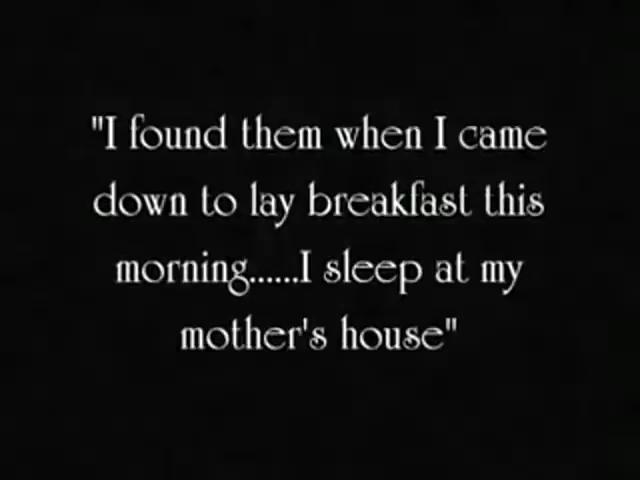 "I found them when I came
down to lay breakfast this
morning......I sleep at my
mother's house"